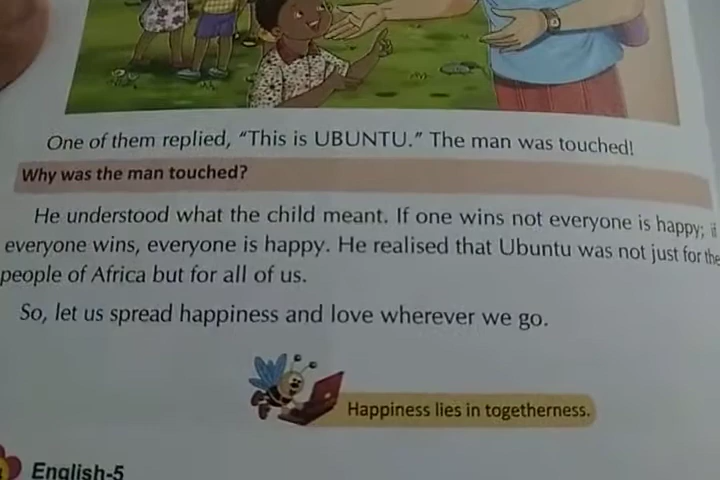 One of them replied, "This is UBUNTU." The man was touched!
Why was the man touched?
He understood what the child meant. If one wins not everyone is happy; if
everyone wins, everyone is happy. He realised that Ubuntu was not just for the
people of Africa but for all of us.
So, let us spread happiness and love wherever we go.
Happiness lies in togetherness.
English-5